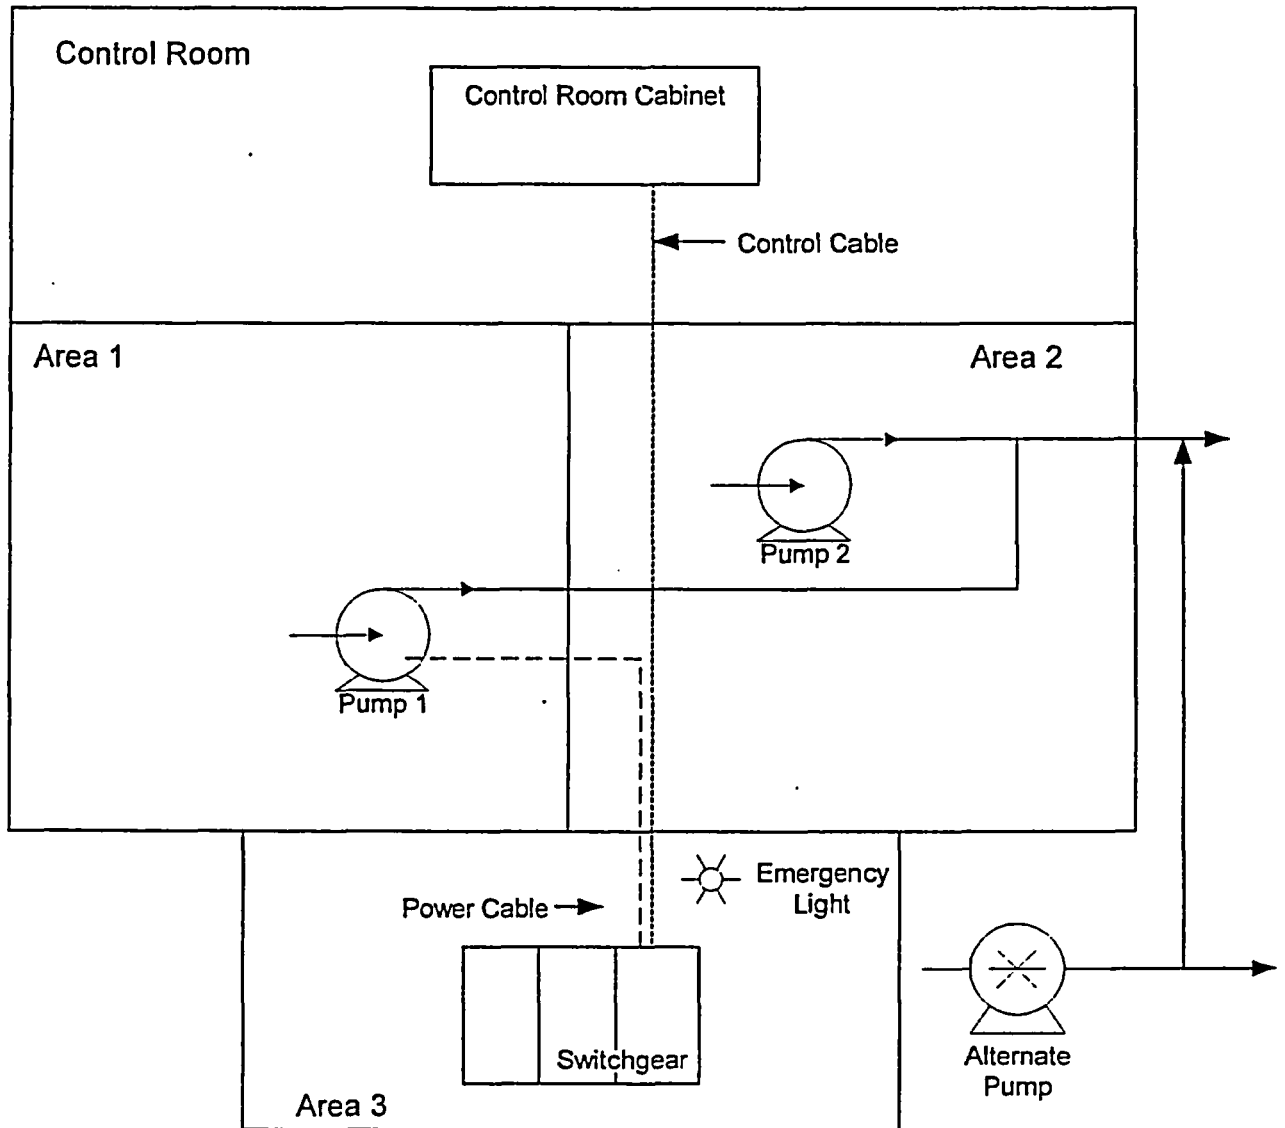 Control Room
Control Room Cabinet
Control Cable
Area 1
Area 2
Pump 2
Pump 1
Emergency
Light
Power Cable
Switchgear
Alternate
Pump
Area 3